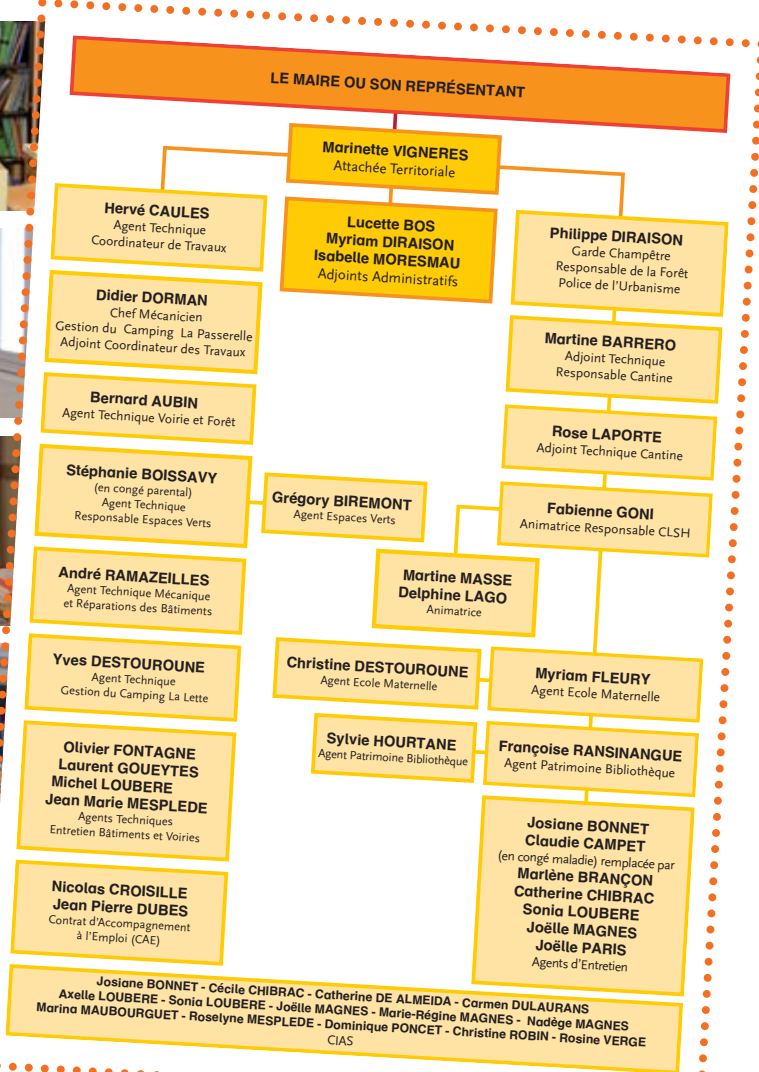 LE MAIRE OU SON REPRÉSENTANT
Marinette VIGNERES
Attachée Territoriale
Hervé CAULES
Agent Technique
Coordinateur de Travaux
Lucette BOS
Myriam DIRAISON
Isabelle MORESMAU
Adjoints Administratifs
Philippe DIRAISON
Garde Champêtre
Responsable de la Forêt
Police de l'Urbanisme
Didier DORMAN
Chef Mécanicien
Gestion du Camping La Passerelle
Adjoint Coordinateur des Travaux
Martine BARRERO
Adjoint Technique
Responsable Cantine
Bernard AUBIN
Agent Technique Voirie et Forêt
Rose LAPORTE
Adjoint Technique Cantine
Stéphanie BOISSAVY
(en congé parental)
Agent Technique
Responsable Espaces Verts
Grégory BIREMONT
Agent Espaces Verts
Fabienne GONI
Animatrice Responsable CLSH
André RAMAZEILLES
Agent Technique Mécanique
et Réparations des Bâtiments
Martine MASSE
Delphine LAGO
Animatrice
Yves DESTOUROUNE
Agent Technique
Gestion du Camping La Lette
Christine DESTOUROUNE
Agent Ecole Maternelle
Myriam FLEURY
Agent Ecole Maternelle
Sylvie HOURTANE
Agent Patrimoine Bibliothèque
Françoise RANSINANGUE
Agent Patrimoine Bibliothèque
Olivier FONTAGNE
Laurent GOUEYTES
Michel LOUBERE
Jean Marie MESPLEDE
Agents Techniques
Entretien Bâtiments et Voiries
Josiane BONNET
Claudie CAMPET
(en congé maladie) remplacée par
Marlène BRANÇON
Catherine CHIBRAC
Sonia LOUBERE
Joëlle MAGNES
Joëlle PARIS
Agents d'Entretien
Nicolas CROISILLE
Jean Pierre DUBES
Contrat d'Accompagnement
à l'Emploi (CAE)
Josiane BONNET - Cécile CHIBRAC - Catherine DE ALMEIDA - Carmen DULAURANS
Axelle LOUBERE - Sonia LOUBERE - Joëlle MAGNES - Marie-Régine MAGNES - Nadège MAGNES
Marina MAUBOURGUET - Roselyne MESPLEDE - Dominique PONCET - Christine ROBIN - Rosine VERGE
CIAS